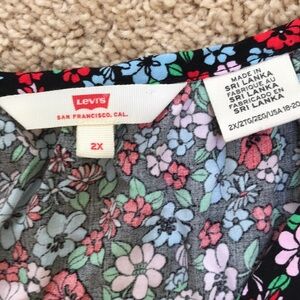 LEVI'S
SAN FRANCISCO, CAL.
2X
MADE IN
SRI LANKA
FABRIQUÉ AU
SRI LANKA
FABRICADO EN
SRI LANKA
2X/2TG/2EG/USA 18-20